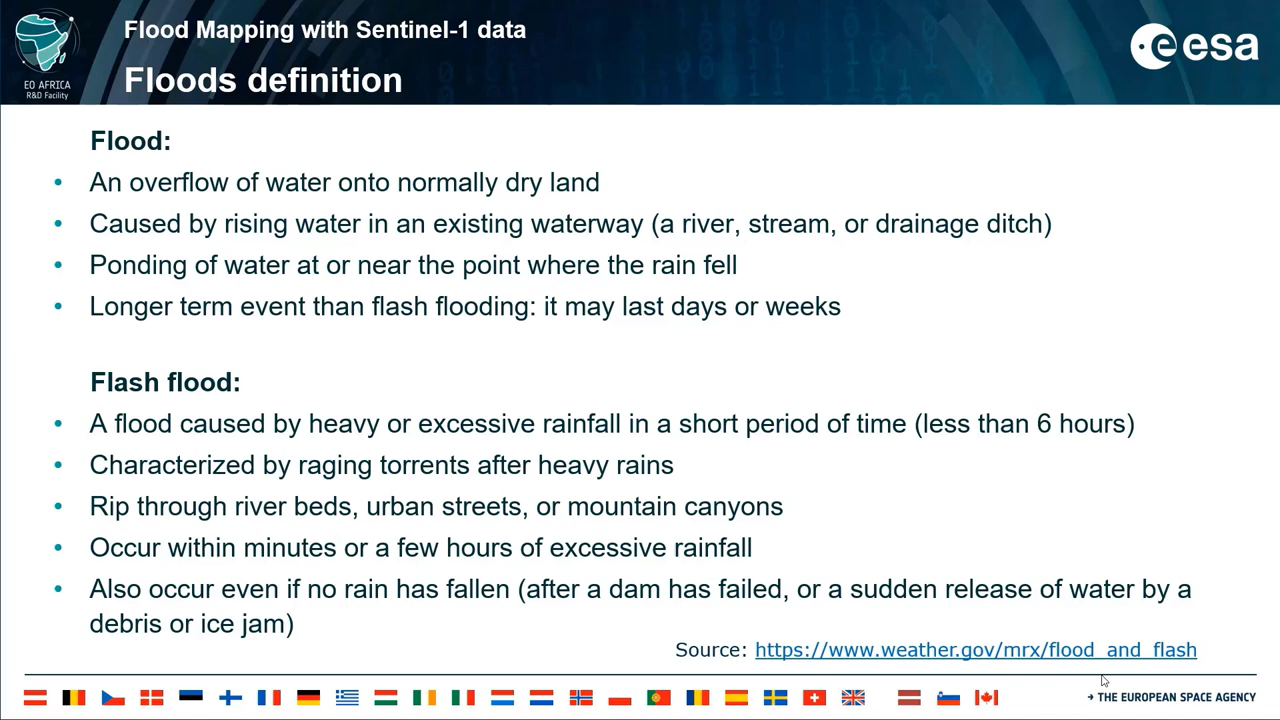 Flood Mapping with Sentinel-1 data
Floods definition
EO AFRICA
R&D Facility
esa
Flood:
• An overflow of water onto normally dry land
• Caused by rising water in an existing waterway (a river, stream, or drainage ditch)
• Ponding of water at or near the point where the rain fell
• Longer term event than flash flooding: it may last days or weeks
Flash flood:
• A flood caused by heavy or excessive rainfall in a short period of time (less than 6 hours)
• Characterized by raging torrents after heavy rains
• Rip through river beds, urban streets, or mountain canyons
• Occur within minutes or a few hours of excessive rainfall
• Also occur even if no rain has fallen (after a dam has failed, or a sudden release of water by a
debris or ice jam)
Source: https://www.weather.gov/mrx/flood_and_flash
→ THE EUROPEAN SPACE AGENCY